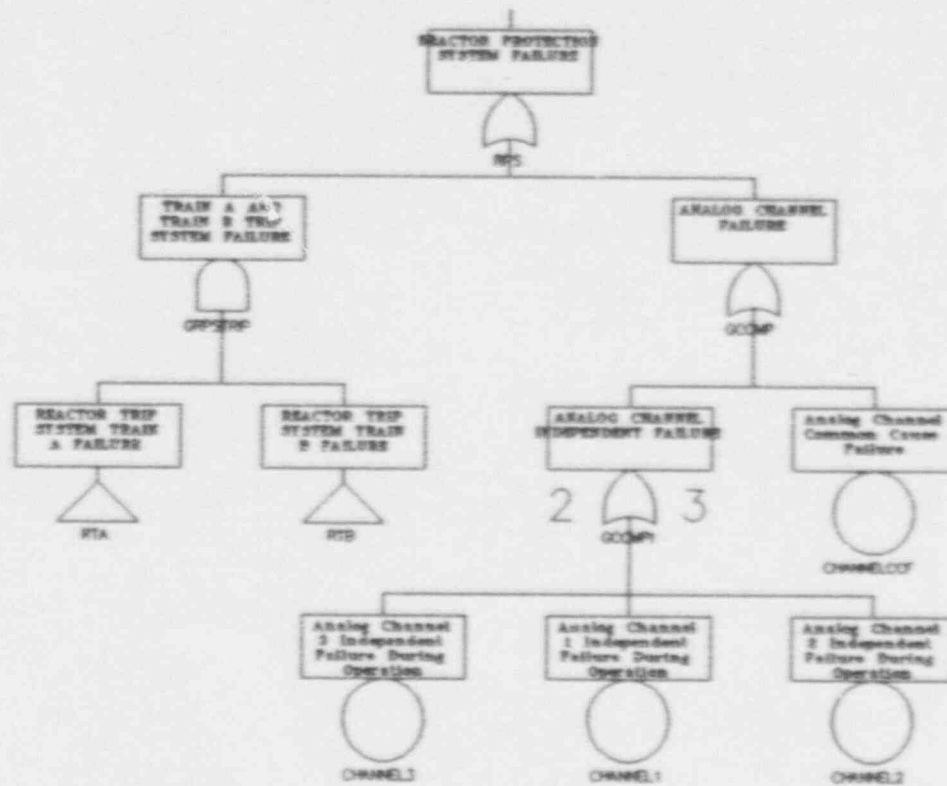 REACTOR PROTECTION
SYSTEM FAILURE
RPS
TRAIN A AND
TRAIN B TRIP
SYSTEM FAILURE
GRPSTRIP
ANALOG CHANNEL
FAILURE
REACTOR TRIP
SYSTEM TRAIN
A FAILURE
RTA
REACTOR TRIP
SYSTEM TRAIN
B FAILURE
RTB
ANALOG CHANNEL
INDEPENDENT FAILURE
2 3
Analog Channel
Common Cause
Failure
CHANNELCCF
Analog Channel
3 Independent
Failure During
Operation
CHANNEL3
Analog Channel
1 Independent
Failure During
Operation
CHANNEL1
Analog Channel
2 Independent
Failure During
Operation
CHANNEL2